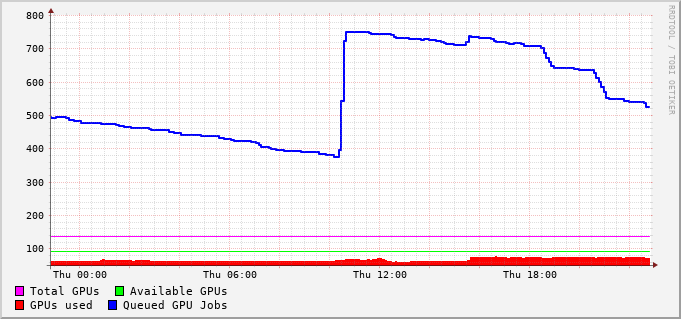 800
700
600
500
400
300
200
100
Thu 00:00 Thu 06:00 Thu 12:00 Thu 18:00
Total GPUs Available GPUs
GPUs used Queued GPU Jobs
RRDTOOL / TOBI OETIKER